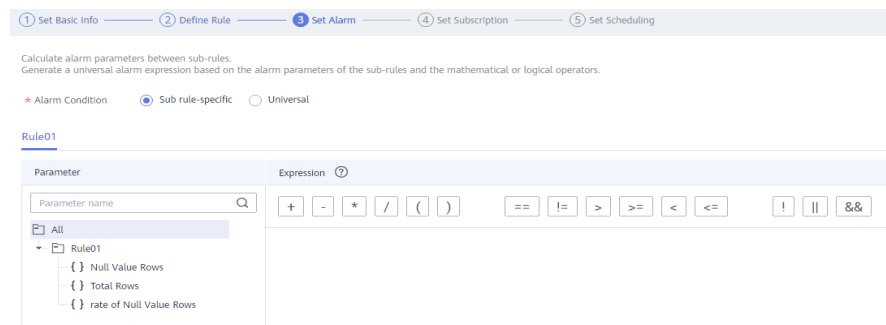 1 Set Basic Info 2 Define Rule 3 Set Alarm 4 Set Subscription 5 Set Scheduling
Calculate alarm parameters between sub-rules.
Generate a universal alarm expression based on the alarm parameters of the sub-rules and the mathematical or logical operators.
* Alarm Condition Sub rule-specific Universal
Rule01
Parameter Expression ?
Parameter name + - * / ( ) == != > >= < <= ! || &&
All
Rule01
{ } Null Value Rows
{ } Total Rows
{ } rate of Null Value Rows